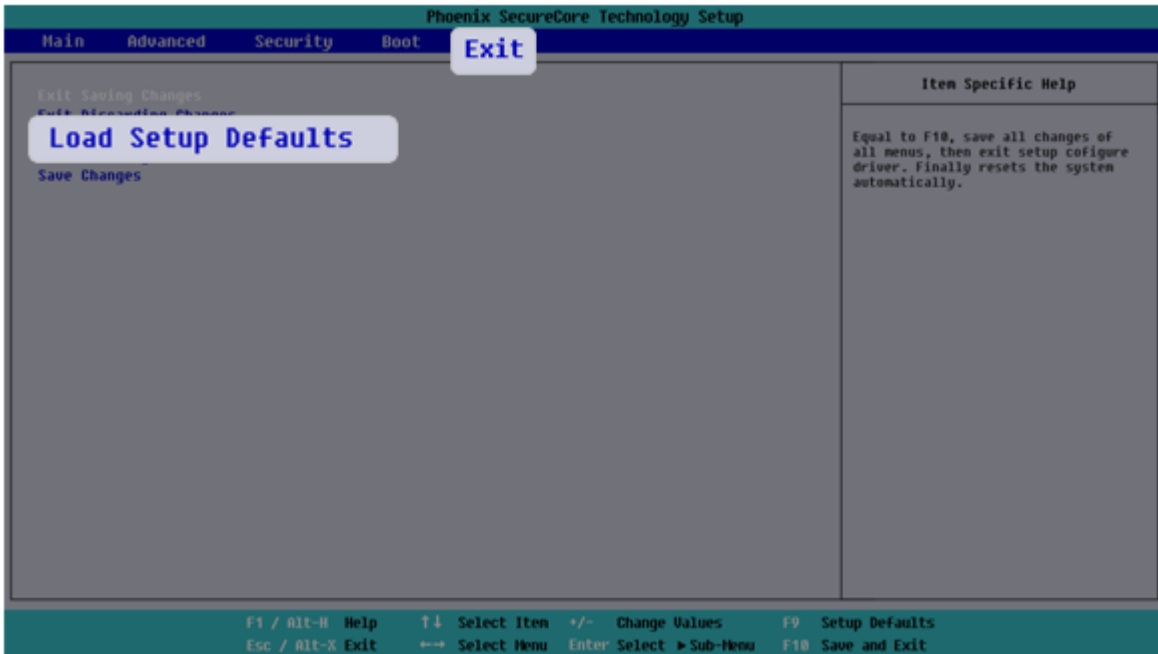 Phoenix SecureCore Technology Setup
Main Advanced Security Boot Exit
Exit Saving Changes
Exit Discarding Changes
Load Setup Defaults
Save Changes
Item Specific Help
Equal to F10, save all changes of
all menus, then exit setup cofigure
driver. Finally resets the system
automatically.
F1 / Alt-H Help ↑↓ Select Item +/- Change Values F9 Setup Defaults
Esc / Alt-X Exit ←→ Select Menu Enter Select ▶ Sub-Menu F10 Save and Exit